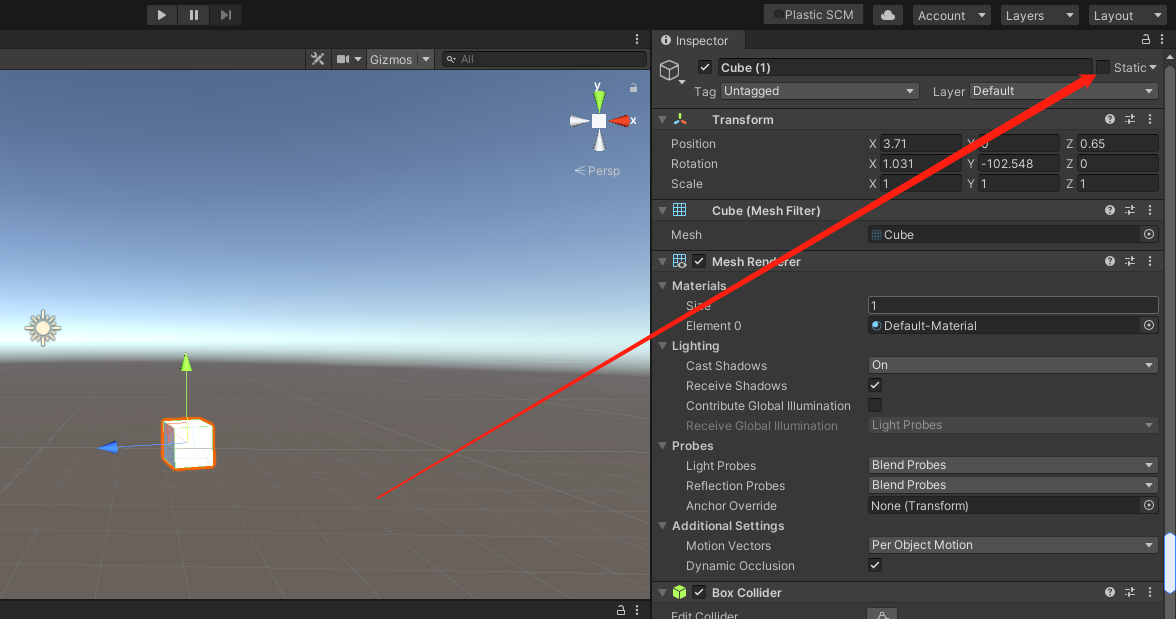 Plastic SCM Account Layers Layout
Inspector
Gizmos All
Cube (1) Static
Tag Untagged Layer Default
Transform
Position X 3.71 Y 0 Z 0.65
Rotation X 1.031 Y -102.548 Z 0
Scale X 1 Y 1 Z 1
Cube (Mesh Filter)
Mesh Cube
Mesh Renderer
Materials
Size 1
Element 0 Default-Material
Lighting
Cast Shadows On
Receive Shadows
Contribute Global Illumination
Receive Global Illumination Light Probes
Probes
Light Probes Blend Probes
Reflection Probes Blend Probes
Anchor Override None (Transform)
Additional Settings
Motion Vectors Per Object Motion
Dynamic Occlusion
Box Collider
Edit Collider
y
x
Persp